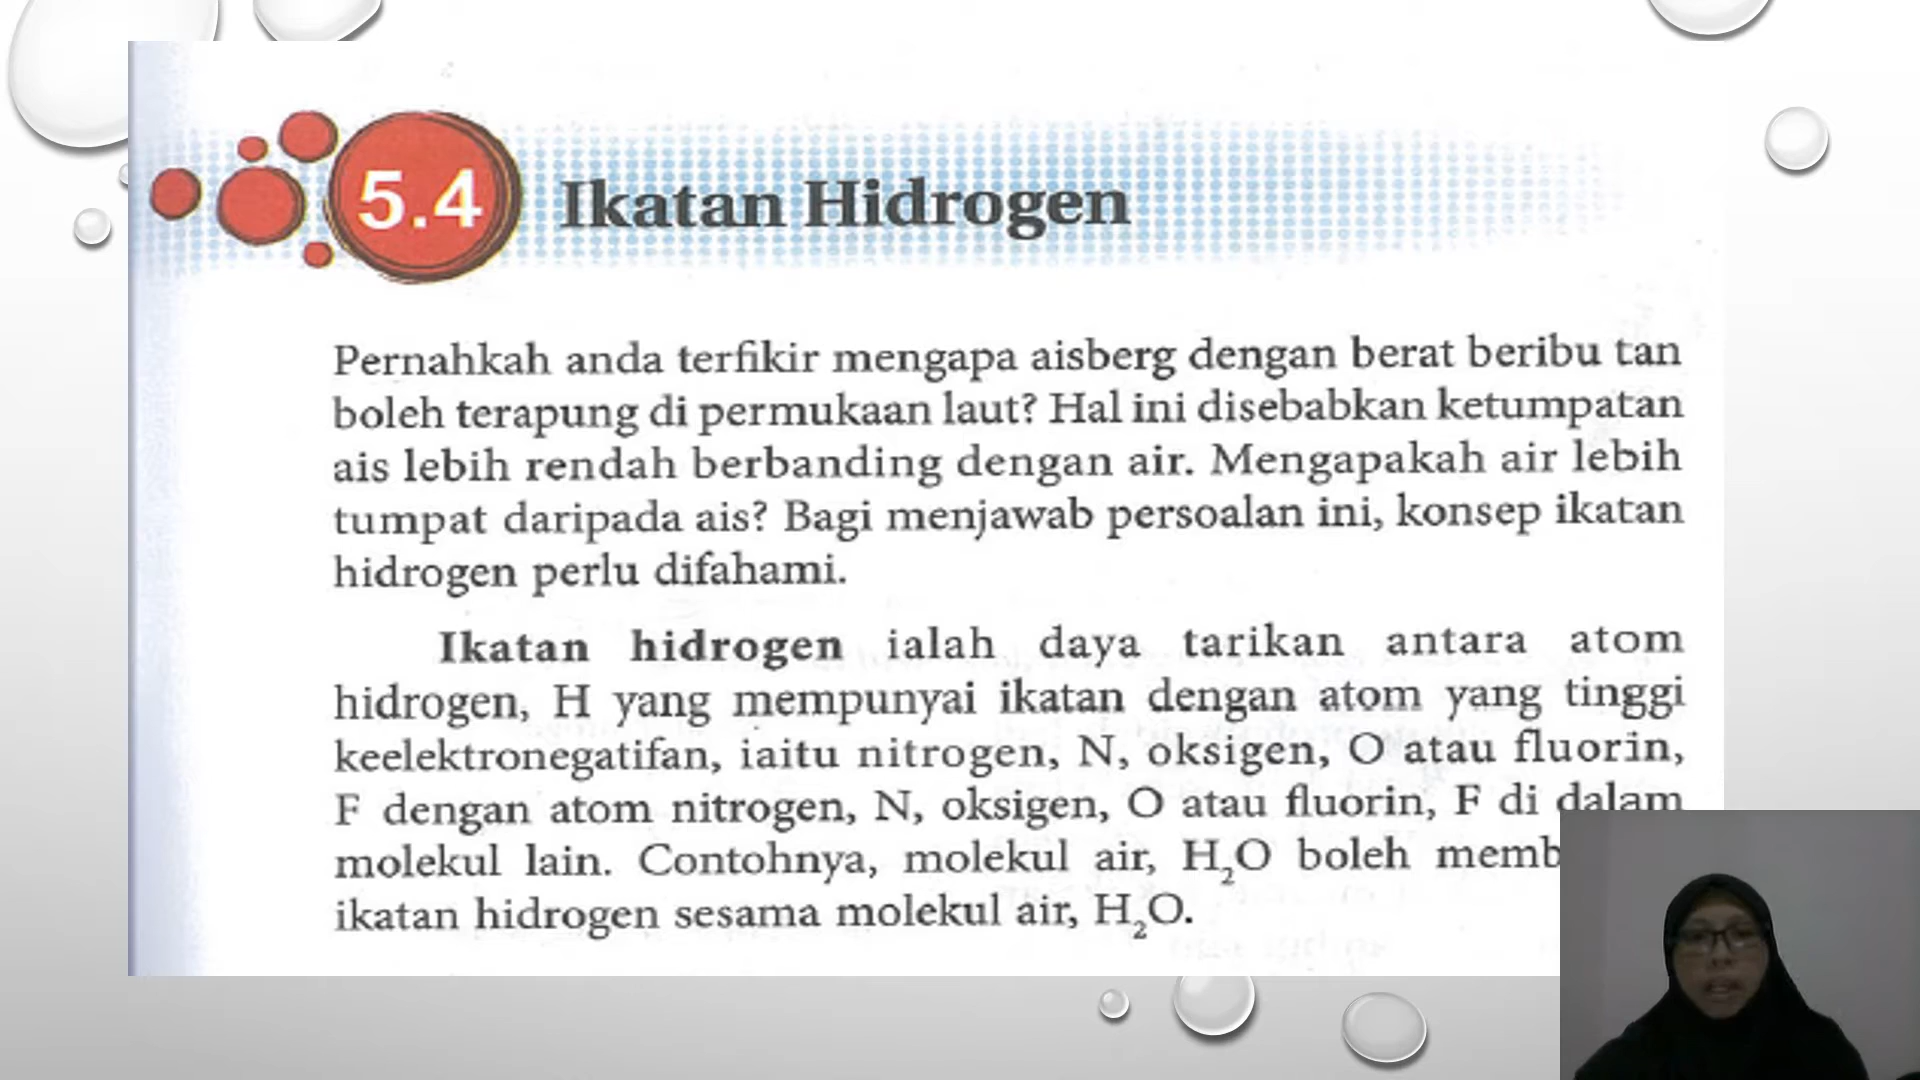 5.4 Ikatan Hidrogen
Pernahkah anda terfikir mengapa aisberg dengan berat beribu tan
boleh terapung di permukaan laut? Hal ini disebabkan ketumpatan
ais lebih rendah berbanding dengan air. Mengapakah air lebih
tumpat daripada ais? Bagi menjawab persoalan ini, konsep ikatan
hidrogen perlu difahami.
Ikatan hidrogen ialah daya tarikan antara atom
hidrogen, H yang mempunyai ikatan dengan atom yang tinggi
keelektronegatifan, iaitu nitrogen, N, oksigen, O atau fluorin,
F dengan atom nitrogen, N, oksigen, O atau fluorin, F di dalam
molekul lain. Contohnya, molekul air, H₂O boleh
ikatan hidrogen sesama molekul air, H₂O.